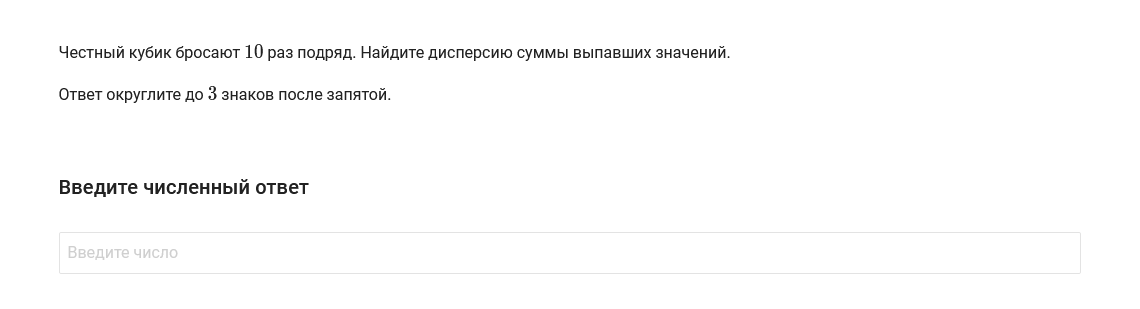 Честный кубик бросают 10 раз подряд. Найдите дисперсию суммы выпавших значений.
Ответ округлите до 3 знаков после запятой.
Введите численный ответ
Введите число